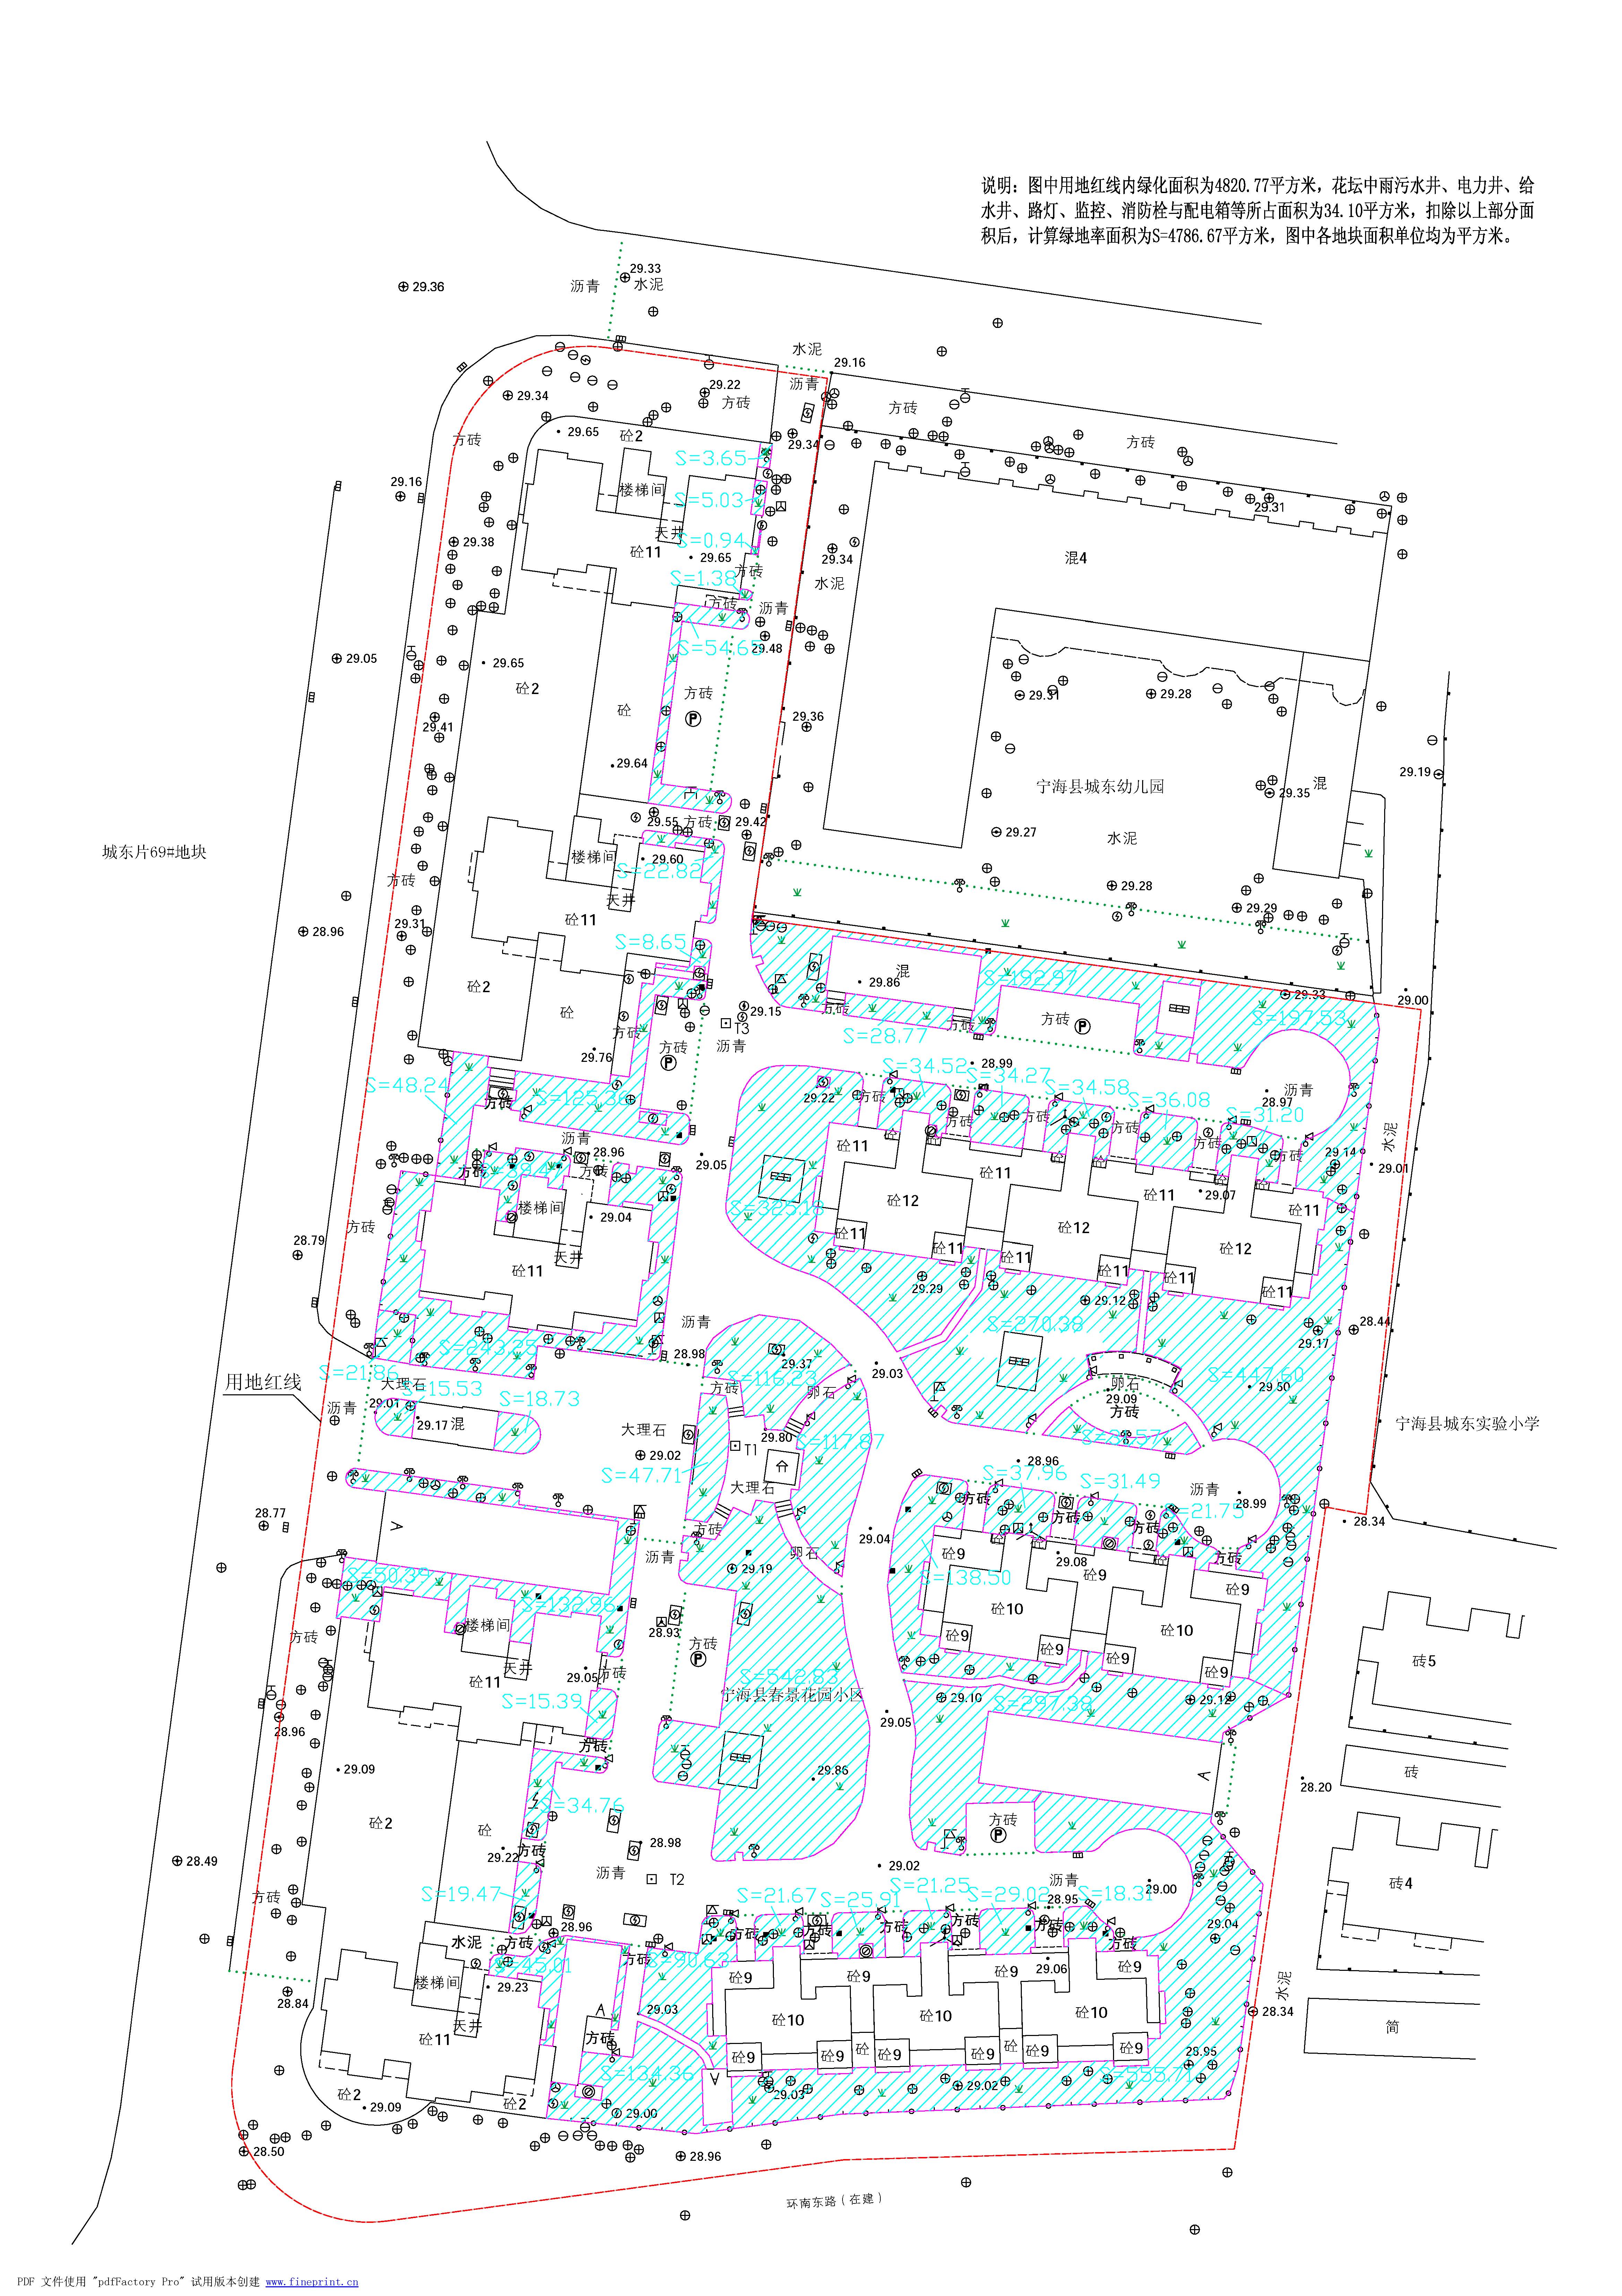 说明：图中用地红线内绿化面积为4820.77平方米，花坛中雨污水井、电力井、给
水井、路灯、监控、消防栓与配电箱等所占面积为34.10平方米，扣除以上部分面
积后，计算绿地率面积为S=4786.67平方米，图中各地块面积单位均为平方米。
29.33
29.36
沥青
水泥
水泥
29.16
29.22
沥青
29.34
方砖
方砖
29.65
砼2
方砖
29.34
方砖
S=3.65
29.16
楼梯间
S=5.03
29.31
天井
29.38
S=0.94
砼11
29.65
29.34
混4
方砖
S=1.38
水泥
方砖
沥青
S=54.65
29.48
29.05
29.65
砼2
方砖
29.31
29.28
砼
29.36
29.41
29.64
29.19
宁海县城东幼儿园
混
29.35
29.55
方砖
29.42
29.27
水泥
城东片69#地块
楼梯间
29.60
S=22.82
方砖
29.28
天井
29.31
砼11
29.29
28.96
S=8.65
混
29.86
S=192.97
砼2
29.33
29.00
砼
29.15
方砖
S=28.77
方砖
方砖
S=197.53
方砖
T3
沥青
29.76
方砖
28.99
S=34.52
S=34.27
S=48.24
S=125.36
方砖
29.22
方砖
S=34.58
S=36.08
沥青
28.97
S=31.20
沥青
28.96
砼11
砼
方砖
方砖
方砖
方砖
方砖
水泥
29.14
29.01
方砖
方砖
29.05
砼11
砼11
砼12
29.07
砼11
S=325.18
楼梯间
29.04
方砖
天井
砼11
砼11
砼11
砼11
砼12
砼11
砼11
砼12
砼11
28.79
29.29
29.12
S=270.38
28.44
29.17
沥青
S=243.25
28.98
29.37
S=21.86
S=116.23
29.03
S=447.60
29.50
用地红线
大理石
S=15.53
S=18.73
方砖
卵石
卵石
29.09
方砖
沥青
29.01
29.17
混
大理石
29.02
29.80
T1
S=117.87
宁海县城东实验小学
S=47.71
大理石
28.96
S=37.96
S=31.49
沥青
28.99
S=21.75
28.77
方砖
29.04
28.34
沥青
卵石
29.19
方砖
方砖
方砖
方砖
砼9
29.08
砼9
砼9
S=138.50
S=132.96
28.93
楼梯间
砼10
砼10
方砖
方砖
天井
砼11
29.05
方砖
砼9
砼9
砼9
砼9
砖5
S=542.83
宁海县春景花园小区
S=15.39
29.10
S=297.38
29.12
28.96
29.05
方砖
29.09
29.86
28.20
砖
砼2
S=34.76
砼
28.98
方砖
29.22
方砖
28.49
沥青
T2
29.02
沥青
29.00
砖4
方砖
S=19.47
S=21.67
S=25.91
S=21.25
S=29.02
28.95
S=18.31
28.96
方砖
方砖
方砖
方砖
方砖
方砖
29.04
水泥
方砖
S=45.01
S=90.63
楼梯间
29.23
砼9
砼9
砼9
29.06
砼9
水泥
28.84
29.03
28.34
天井
砼11
方砖
砼10
砼10
砼10
简
砼9
砼9
砼
砼9
砼9
砼
砼9
砼9
28.95
S=134.36
砼2
29.09
砼2
29.00
29.03
29.02
28.50
28.96
环南东路（在建）
PDF 文件使用 "pdfFactory Pro" 试用版本创建 www.fineprint.cn